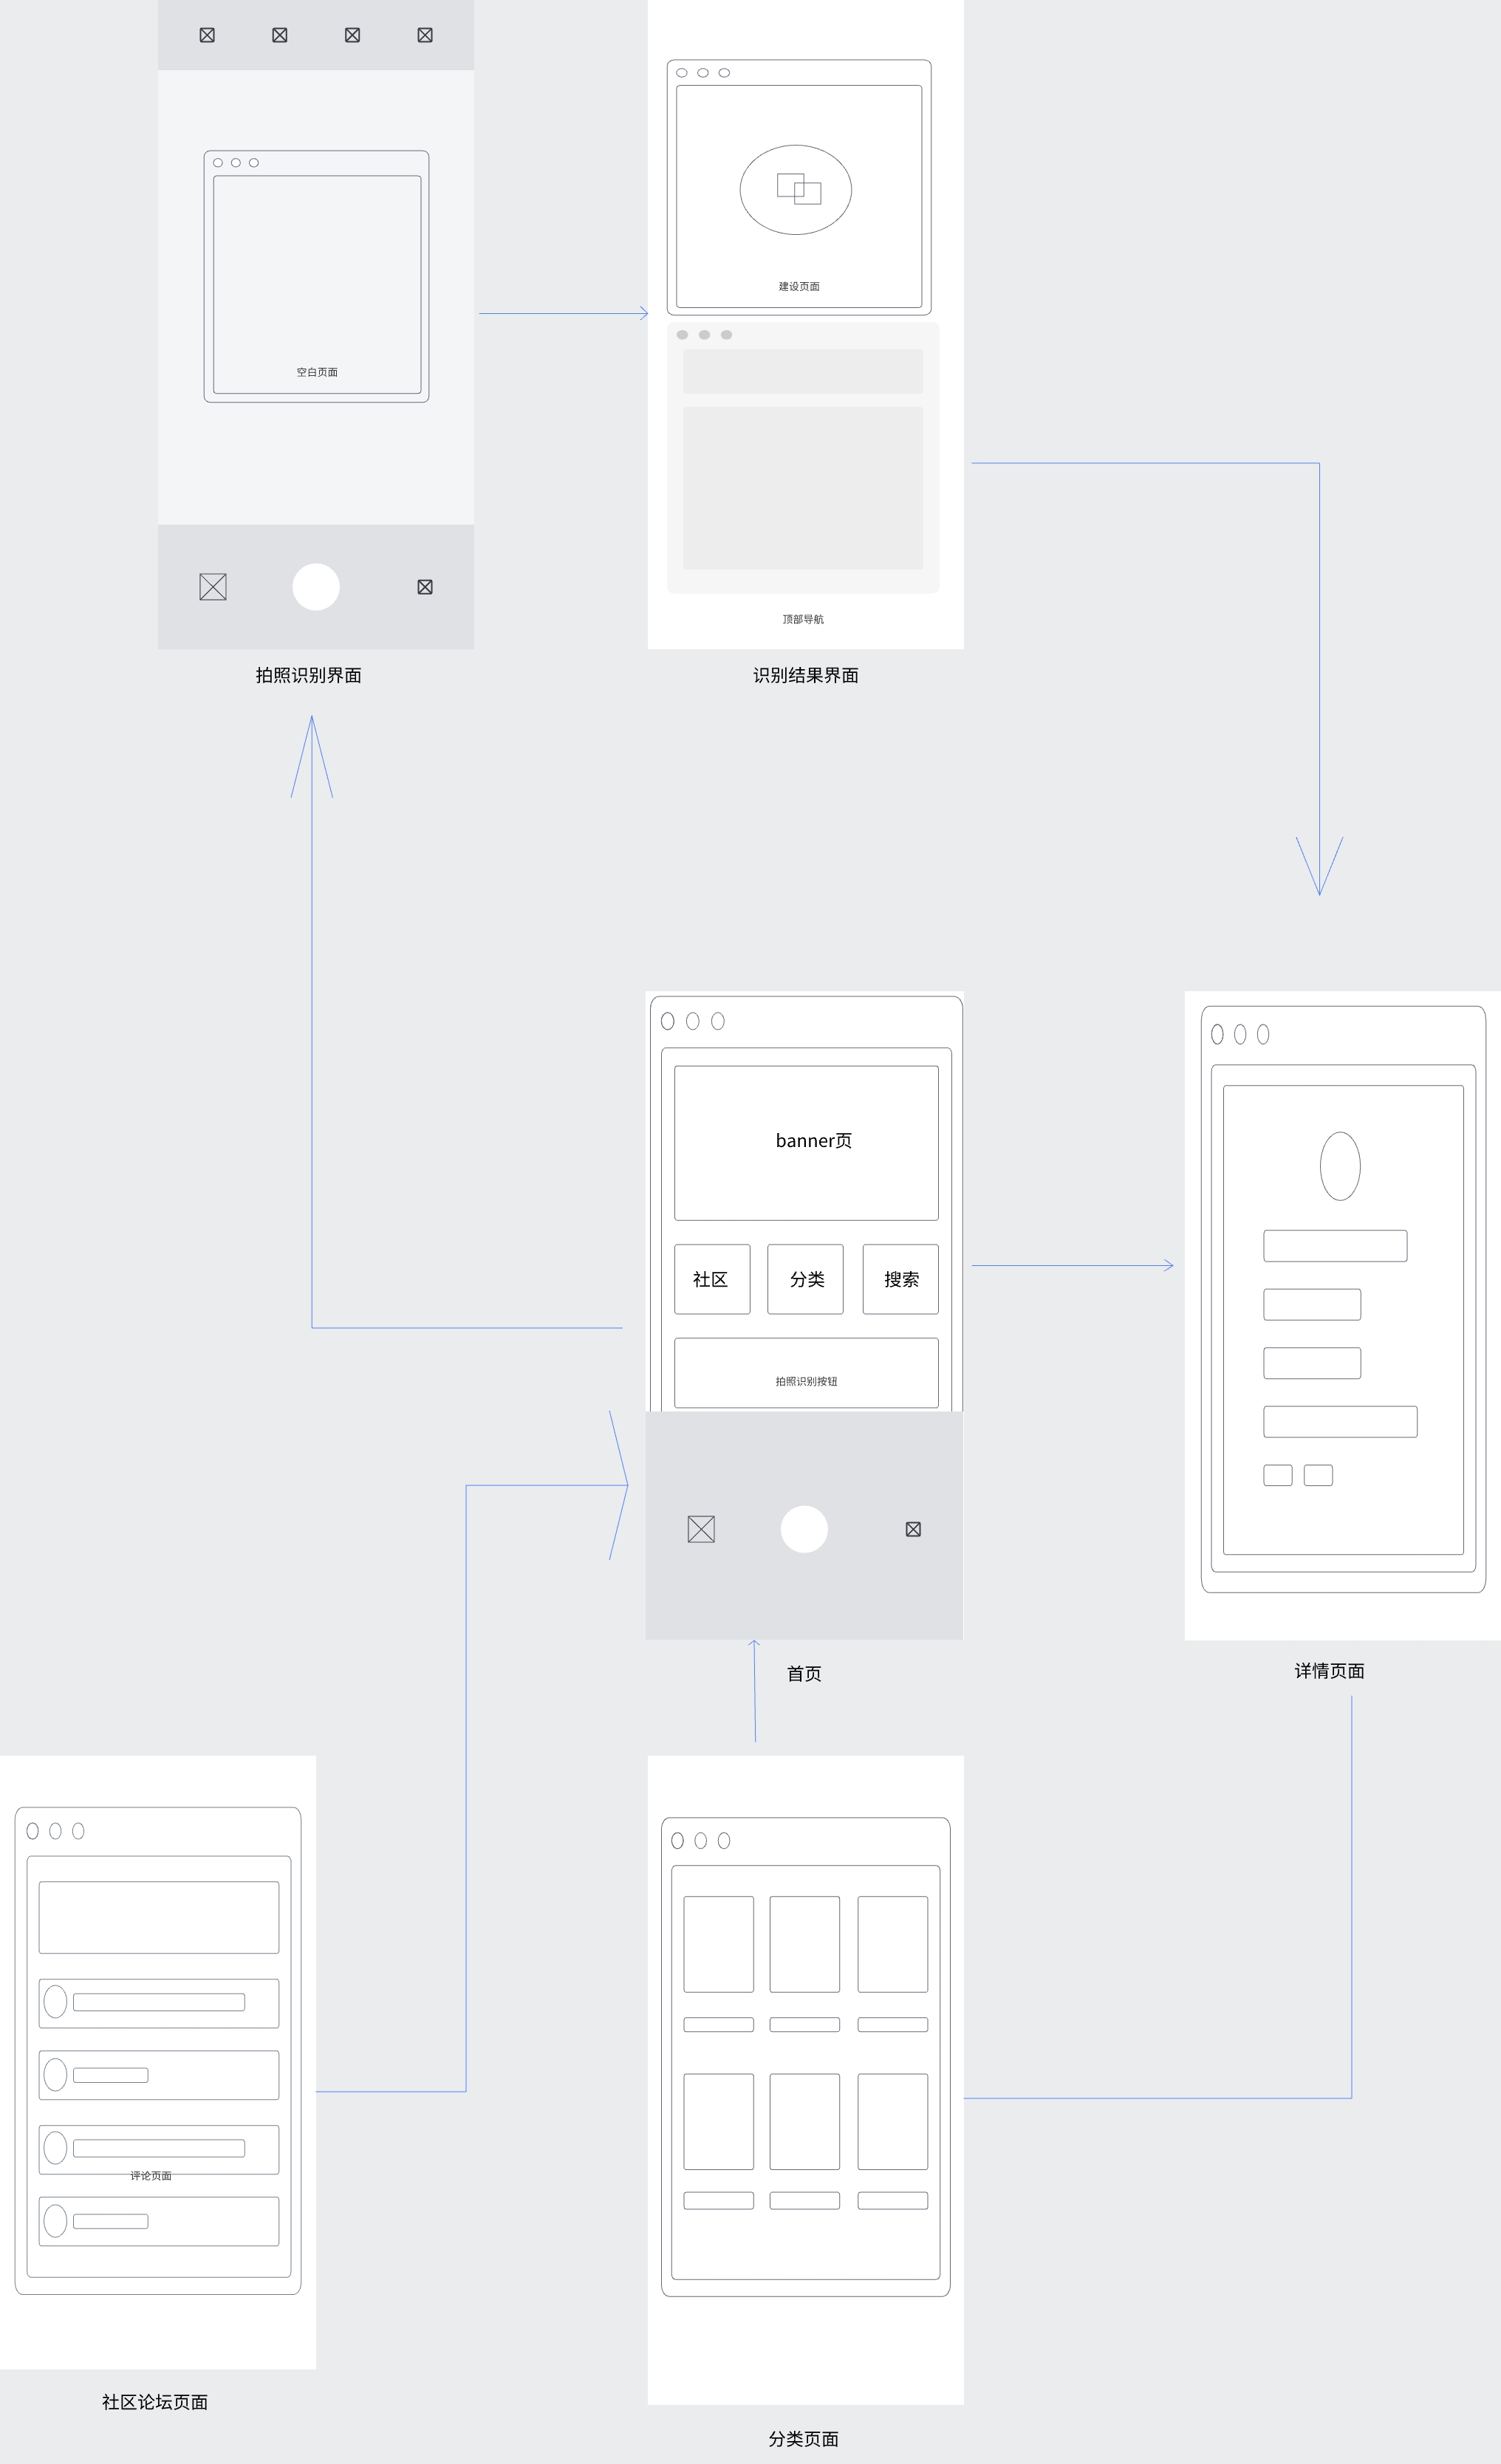 建设页面
空白页面
顶部导航
拍照识别界面
识别结果界面
banner页
社区
分类
搜索
拍照识别按钮
首页
详情页面
评论页面
社区论坛页面
分类页面